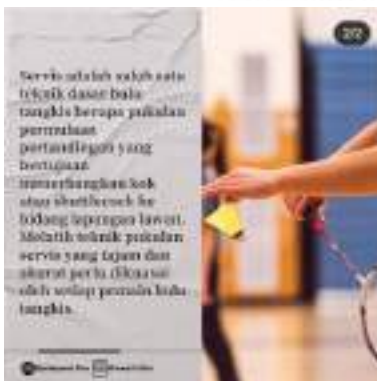 2/2
Servis adalah salah satu
teknik dasar bulu
tangkis berupa pukulan
permulaan
pertandingan yang
bertujuan
menerbangkan kok
atau shuttlecock ke
bidang lapangan lawan.
Melatih teknik pukulan
servis yang tajam dan
akurat perlu dikuasai
oleh setiap pemain bulu
tangkis.